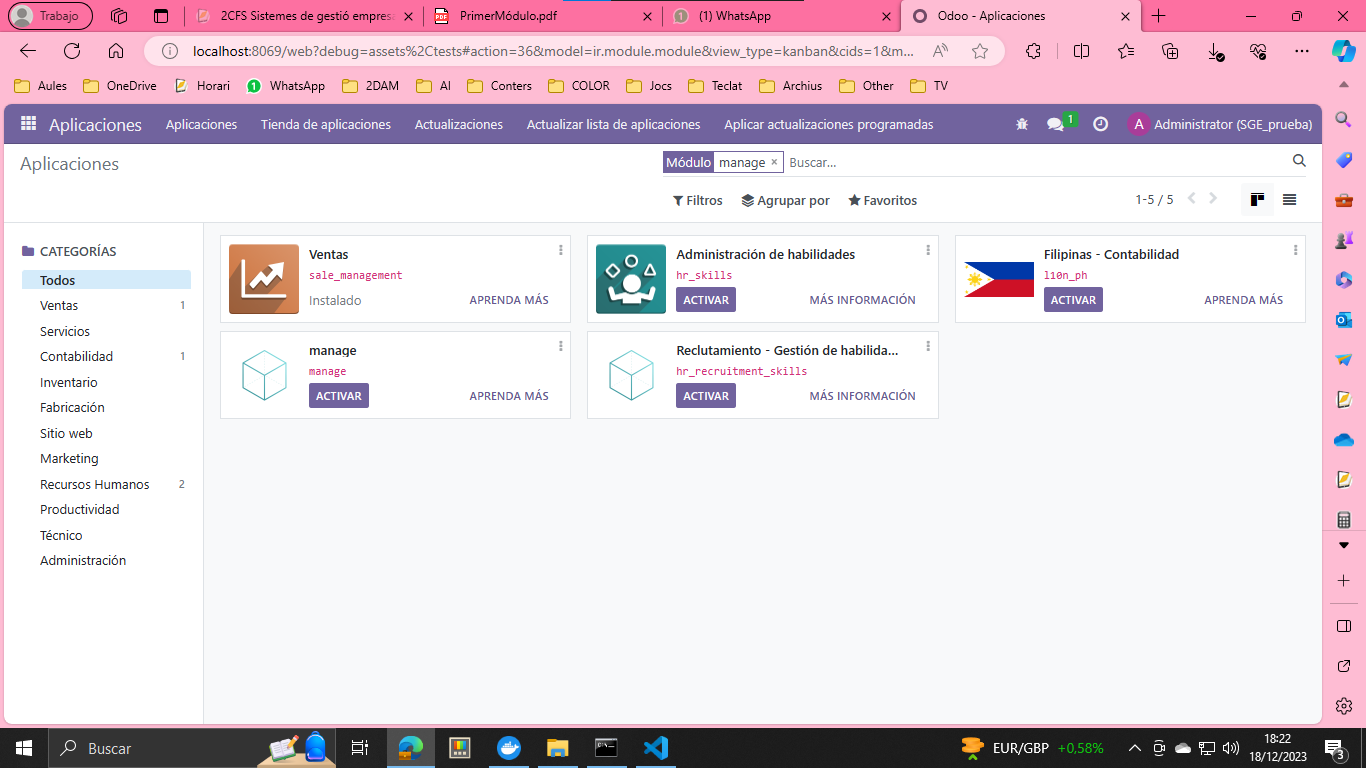 Trabajo
2CFS Sistemes de gestió empresa
PrimerMódulo.pdf
(1) WhatsApp
Odoo - Aplicaciones
localhost:8069/web?debug=assets%2Ctests#action=36&model=ir.module.module&view_type=kanban&cids=1&m...
Aules
OneDrive
Horari
1
WhatsApp
2DAM
AI
Conters
COLOR
Jocs
Teclat
Archius
Other
TV
Aplicaciones
Aplicaciones
Tienda de aplicaciones
Actualizaciones
Actualizar lista de aplicaciones
Aplicar actualizaciones programadas
1
A
Administrator (SGE_prueba)
Aplicaciones
Módulo
manage ×
Buscar...
Filtros
Agrupar por
Favoritos
1-5 / 5
CATEGORÍAS
Todos
Ventas 1
Servicios
Contabilidad 1
Inventario
Fabricación
Sitio web
Marketing
Recursos Humanos 2
Productividad
Técnico
Administración
Ventas
sale_management
Instalado
APRENDA MÁS
Administración de habilidades
hr_skills
ACTIVAR
MÁS INFORMACIÓN
Filipinas - Contabilidad
l10n_ph
ACTIVAR
APRENDA MÁS
manage
manage
ACTIVAR
APRENDA MÁS
Reclutamiento - Gestión de habilida...
hr_recruitment_skills
ACTIVAR
MÁS INFORMACIÓN
Buscar
EUR/GBP +0,58%
18:22
18/12/2023
3